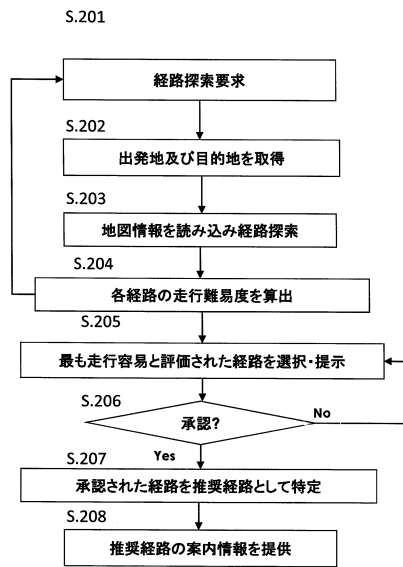 S.201
経路探索要求
S.202
出発地及び目的地を取得
S.203
地図情報を読み込み経路探索
S.204
各経路の走行難易度を算出
S.205
最も走行容易と評価された経路を選択・提示
S.206
承認?
No
Yes
S.207
承認された経路を推奨経路として特定
S.208
推奨経路の案内情報を提供